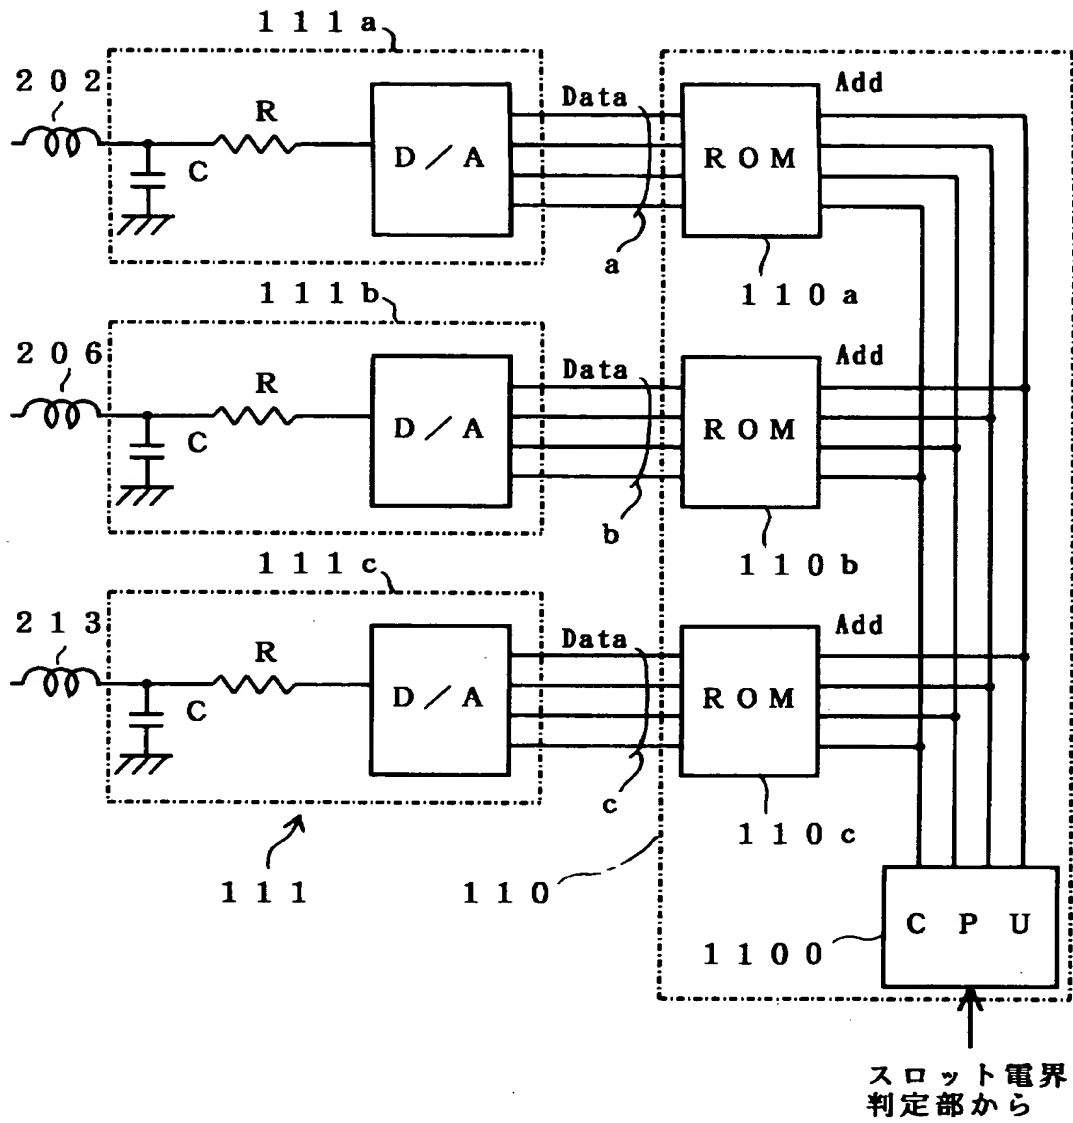 111a
202
R
C
D/A
Data
a
ROM
Add
110a
111b
206
R
C
D/A
Data
b
ROM
Add
110b
111c
213
R
C
D/A
Data
c
ROM
Add
110c
111
110
1100
CPU
スロット電界
判定部から